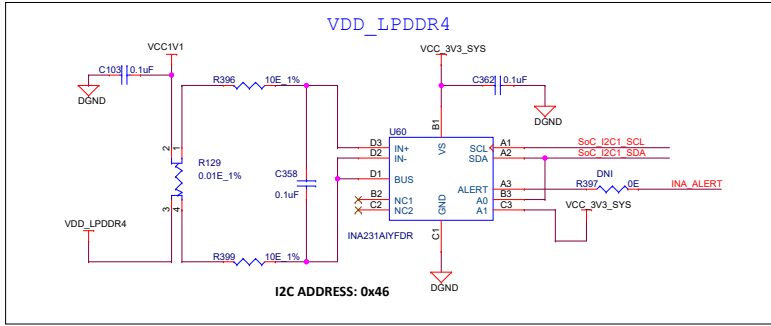 VDD_LPDDR4
VCC1V1
VCC_3V3_SYS
C103 0.1uF
DGND
R396 10E_1%
C362 0.1uF
DGND
2 1
R129
0.01E_1%
3 4
C358
0.1uF
VDD_LPDDR4
R399 10E_1%
U60
B1
VS
D3 IN+
D2 IN-
D1 BUS
B2 NC1
C2 NC2
SCL A1 SoC_I2C1_SCL
SDA A2 SoC_I2C1_SDA
DNI
ALERT A3 R397 0E INA_ALERT
A0 B3
A1 C3 VCC_3V3_SYS
GND
C1
INA231AIYFDR
DGND
I2C ADDRESS: 0x46